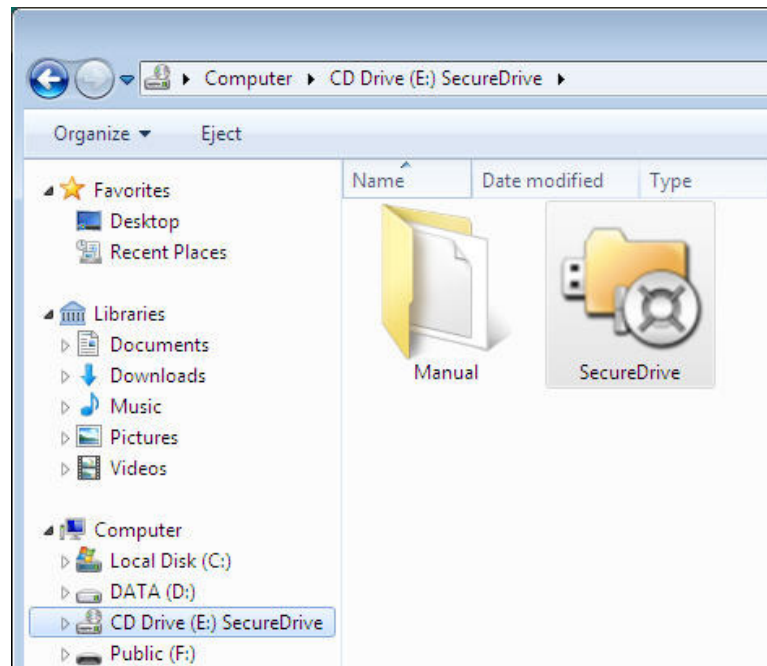 Computer CD Drive (E:) SecureDrive
Organize Eject
Name Date modified Type
Favorites
Desktop
Recent Places
Libraries
Documents
Downloads
Music
Pictures
Videos
Computer
Local Disk (C:)
DATA (D:)
CD Drive (E:) SecureDrive
Public (F:)
Manual SecureDrive